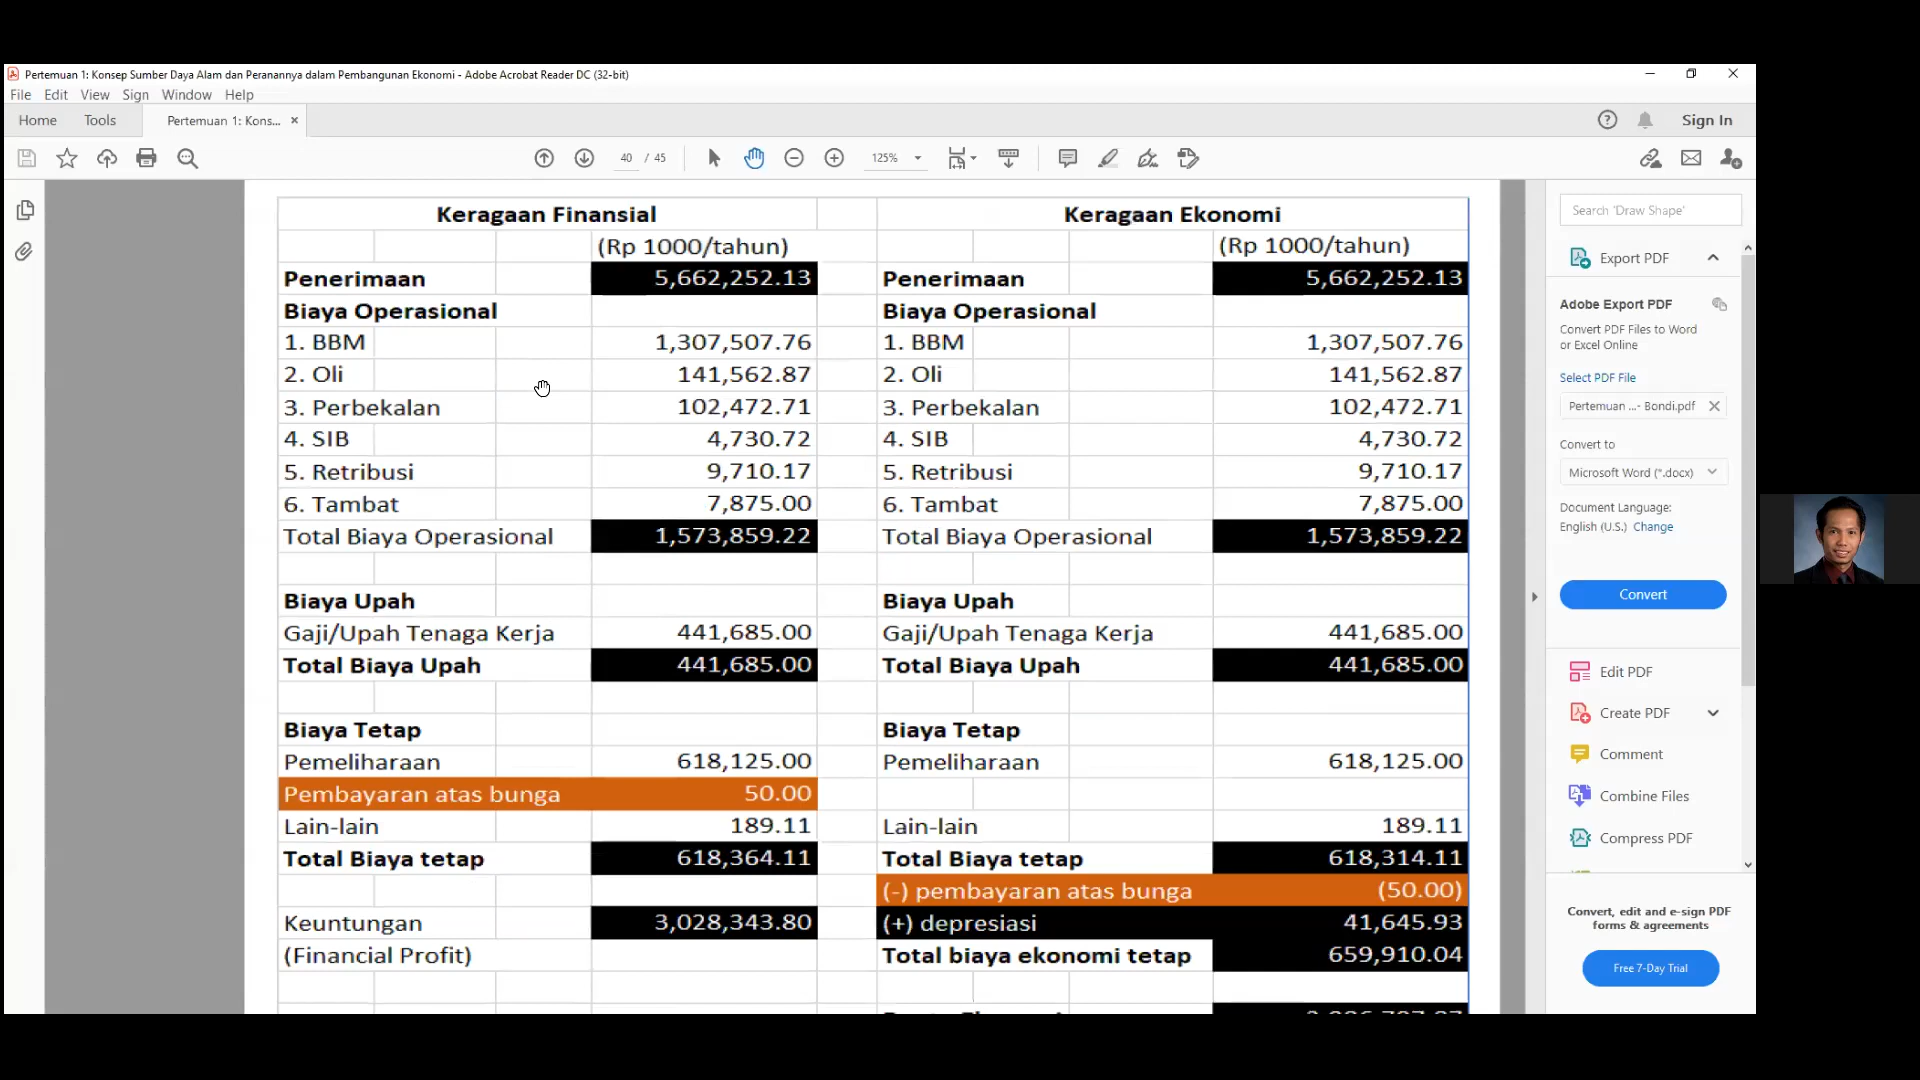 Pertemuan 1: Konsep Sumber Daya Alam dan Peranannya dalam Pembangunan Ekonomi - Adobe Acrobat Reader DC (32-bit)
File Edit View Sign Window Help
Home Tools Pertemuan 1: Kons... × Sign In
40 / 45 125%
Keragaan Finansial Keragaan Ekonomi
(Rp 1000/tahun) (Rp 1000/tahun)
Penerimaan 5,662,252.13 Penerimaan 5,662,252.13
Biaya Operasional Biaya Operasional
1. BBM 1,307,507.76 1. BBM 1,307,507.76
2. Oli 141,562.87 2. Oli 141,562.87
3. Perbekalan 102,472.71 3. Perbekalan 102,472.71
4. SIB 4,730.72 4. SIB 4,730.72
5. Retribusi 9,710.17 5. Retribusi 9,710.17
6. Tambat 7,875.00 6. Tambat 7,875.00
Total Biaya Operasional 1,573,859.22 Total Biaya Operasional 1,573,859.22
Biaya Upah Biaya Upah
Gaji/Upah Tenaga Kerja 441,685.00 Gaji/Upah Tenaga Kerja 441,685.00
Total Biaya Upah 441,685.00 Total Biaya Upah 441,685.00
Biaya Tetap Biaya Tetap
Pemeliharaan 618,125.00 Pemeliharaan 618,125.00
Pembayaran atas bunga 50.00
Lain-lain 189.11 Lain-lain 189.11
Total Biaya tetap 618,364.11 Total Biaya tetap 618,314.11
(-) pembayaran atas bunga (50.00)
Keuntungan 3,028,343.80 (+) depresiasi 41,645.93
(Financial Profit) Total biaya ekonomi tetap 659,910.04
Search 'Draw Shape'
Export PDF
Adobe Export PDF
Convert PDF Files to Word
or Excel Online
Select PDF File
Pertemuan ...- Bondi.pdf
Convert to
Microsoft Word (*.docx)
Document Language:
English (U.S.) Change
Convert
Edit PDF
Create PDF
Comment
Combine Files
Compress PDF
Convert, edit and e-sign PDF
forms & agreements
Free 7-Day Trial